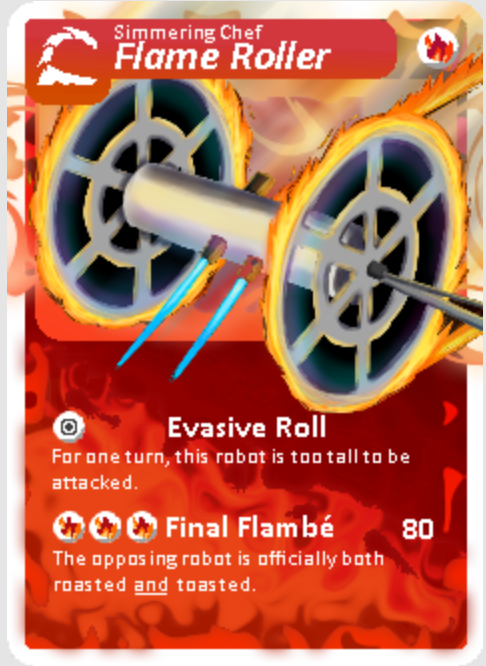 Simmering Chef
Flame Roller
Evasive Roll
For one turn, this robot is too tall to be
attacked.
Final Flambé 80
The opposing robot is officially both
roasted and toasted.